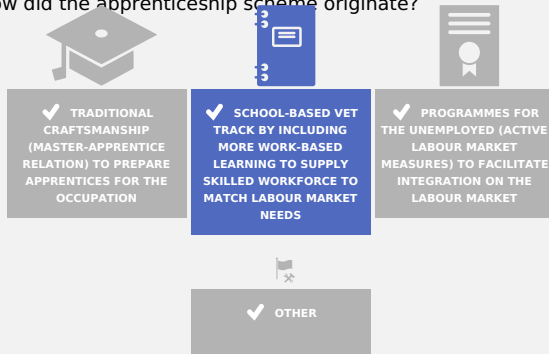 ow did the apprenticeship scheme originate?
TRADITIONAL
CRAFTSMANSHIP
(MASTER-APPRENTICE
RELATION) TO PREPARE
APPRENTICES FOR THE
OCCUPATION
SCHOOL-BASED VET
TRACK BY INCLUDING
MORE WORK-BASED
LEARNING TO SUPPLY
SKILLED WORKFORCE TO
MATCH LABOUR MARKET
NEEDS
PROGRAMMES FOR
THE UNEMPLOYED (ACTIVE
LABOUR MARKET
MEASURES) TO FACILITATE
INTEGRATION ON THE
LABOUR MARKET
OTHER